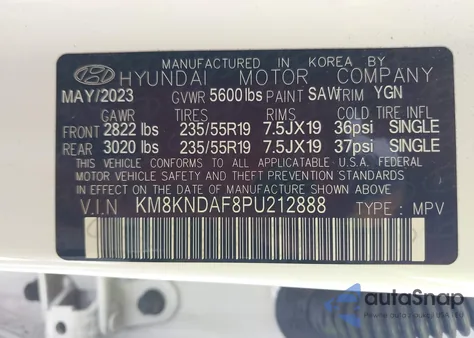 MANUFACTURED IN KOREA BY
HYUNDAI MOTOR COMPANY
MAY/2023 GVWR 5600lbs PAINT SAW TRIM YGN
GAWR TIRES RIMS COLD TIRE INFL
FRONT 2822 lbs 235/55R19 7.5JX19 36psi SINGLE
REAR 3020 lbs 235/55R19 7.5JX19 37psi SINGLE
THIS VEHICLE CONFORMS TO ALL APPLICABLE U.S.A. FEDERAL
MOTOR VEHICLE SAFETY AND THEFT PREVENTION STANDARDS
IN EFFECT ON THE DATE OF MANUFACTURE SHOWN ABOVE.
V.I.N KM8KNDAF8PU212888 TYPE : MPV
autoSnap